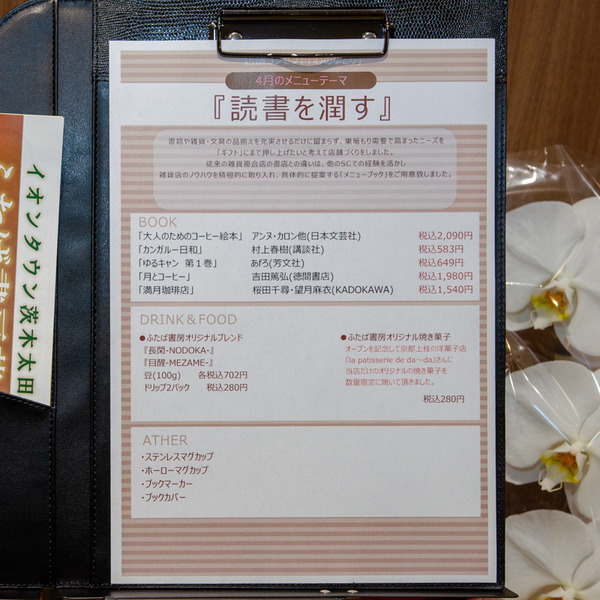 4月のメニューテーマ
『読書を潤す』
書籍や雑貨・文具の品揃えを充実させるだけに留まらず、巣篭もり需要で高まったニーズを
「ギフト」にまで押し上げたいと考えて店舗づくりをしました。
従来の雑貨複合店の書店との違いは、他のSCでの経験を活かし
雑貨店のノウハウを積極的に取り入れ、具体的に提案する「メニューブック」をご用意致しました。
BOOK
「大人のためのコーヒー絵本」 アンヌ・カロン他(日本文芸社) 税込2,090円
「カンガルー日和」 村上春樹(講談社) 税込583円
「ゆるキャン 第1巻」 あfろ(芳文社) 税込649円
「月とコーヒー」 吉田篤弘(徳間書店) 税込1,980円
「満月珈琲店」 桜田千尋・望月麻衣(KADOKAWA) 税込1,540円
DRINK&FOOD
●ふたば書房オリジナルブレンド
『長閑-NODOKA-』
『目醒-MEZAME-』
豆(100g) 各税込702円
ドリップ2パック 税込280円
●ふたば書房オリジナル焼き菓子
オープンを記念して京都上桂の洋菓子店
『la patisserie de da〜da』さんに
当店だけのオリジナルの焼き菓子を
数量限定に焼いて頂きました。
税込280円
ATHER
・ステンレスマグカップ
・ホーローマグカップ
・ブックマーカー
・ブックカバー
イオンタウン茨木太田